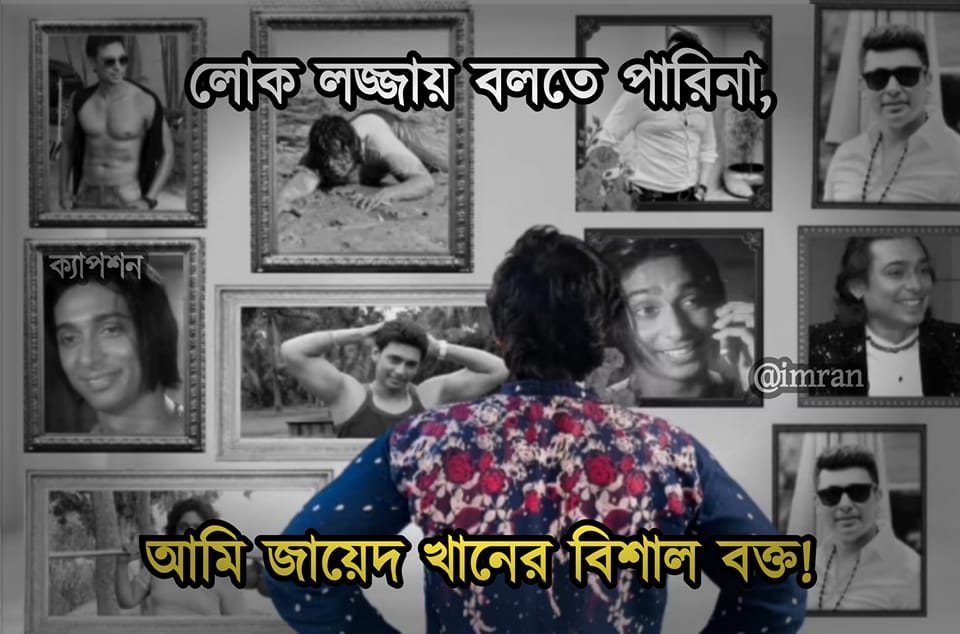 লোক লজ্জায় বলতে পারিনা,
ক্যাপশন
@imran
আমি জায়েদ খানের বিশাল বক্ত!